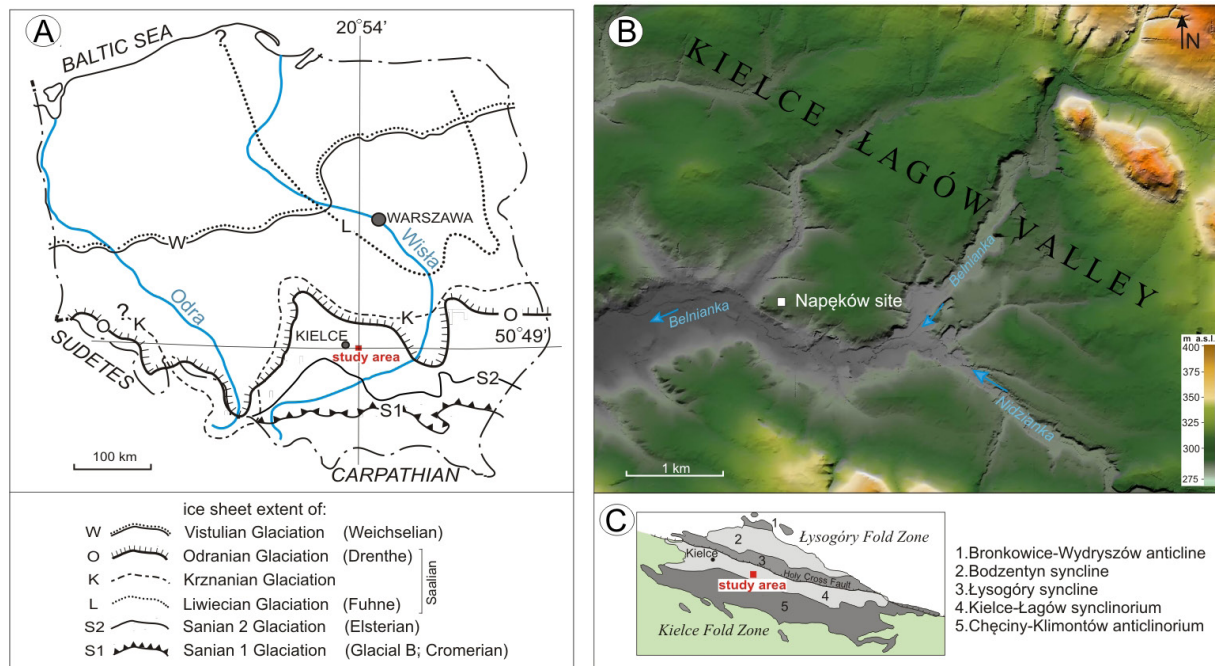 A
20°54'
BALTIC SEA
?
WARSZAWA
L
W
Wisła
Odra
?
K
O
K
O
50°49'
KIELCE
study area
SUDETES
S2
S1
100 km
CARPATHIAN
ice sheet extent of:
W Vistulian Glaciation (Weichselian)
O Odranian Glaciation (Drenthe)
K Krznanian Glaciation
L Liwiecian Glaciation (Fuhne)
Saalian
S2 Sanian 2 Glaciation (Elsterian)
S1 Sanian 1 Glaciation (Glacial B; Cromerian)
B
N
KIELCE-ŁAGÓW-VALLEY
Belnianka
Napęków site
Belnianka
Nidzianka
m a.s.l.
400
350
300
275
1 km
C
1
Łysogóry Fold Zone
2
Kielce
3
Holy Cross Fault
study area
4
5
Kielce Fold Zone
1.Bronkowice-Wydryszów anticline
2.Bodzentyn syncline
3.Łysogóry syncline
4.Kielce-Łagów synclinorium
5.Chęciny-Klimontów anticlinorium